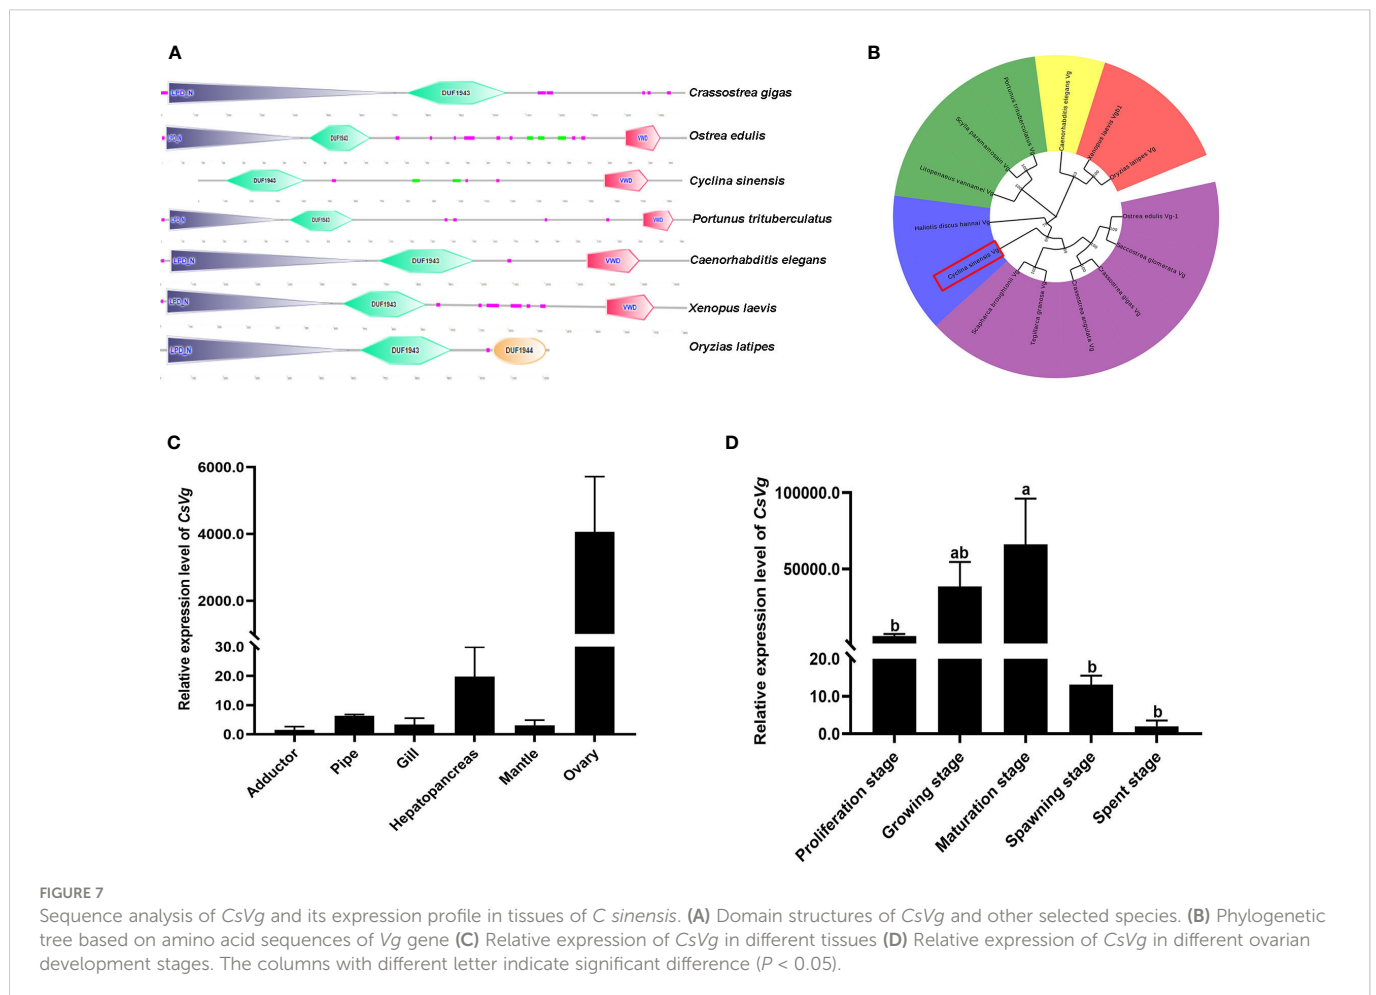 A
LPD_N
DUF1943
Crassostrea gigas
LPD_N
DUF1943
VWD
Ostrea edulis
DUF1943
VWD
Cyclina sinensis
LPD_N
DUF1943
VWD
Portunus trituberculatus
LPD_N
DUF1943
VWD
Caenorhabditis elegans
LPD_N
DUF1943
VWD
Xenopus laevis
LPD_N
DUF1943
DUF1944
Oryzias latipes
B
Portunus trituberculatus Vg
Scylla paramamosain Vg
Litopenaeus vannamei Vg
Caenorhabditis elegans Vg
Xenopus laevis Vgb1
Oryzias latipes Vg
Haliotis discus hannai Vg
Cyclina sinensis Vg
Scapharca broughtonii Vg
Tegillarca granosa Vg
Crassostrea angulata Vg
Crassostrea gigas Vg
Saccostrea glomerata Vg
Ostrea edulis Vg-1
C
Relative expression level of CsVg
6000.0
4000.0
2000.0
30.0
20.0
10.0
0.0
Adductor
Pipe
Gill
Hepatopancreas
Mantle
Ovary
D
Relative expression level of CsVg
100000.0
50000.0
20.0
10.0
0.0
b
ab
a
b
b
Proliferation stage
Growing stage
Maturation stage
Spawning stage
Spent stage
FIGURE 7
Sequence analysis of CsVg and its expression profile in tissues of C sinensis. (A) Domain structures of CsVg and other selected species. (B) Phylogenetic
tree based on amino acid sequences of Vg gene (C) Relative expression of CsVg in different tissues (D) Relative expression of CsVg in different ovarian
development stages. The columns with different letter indicate significant difference (P < 0.05).